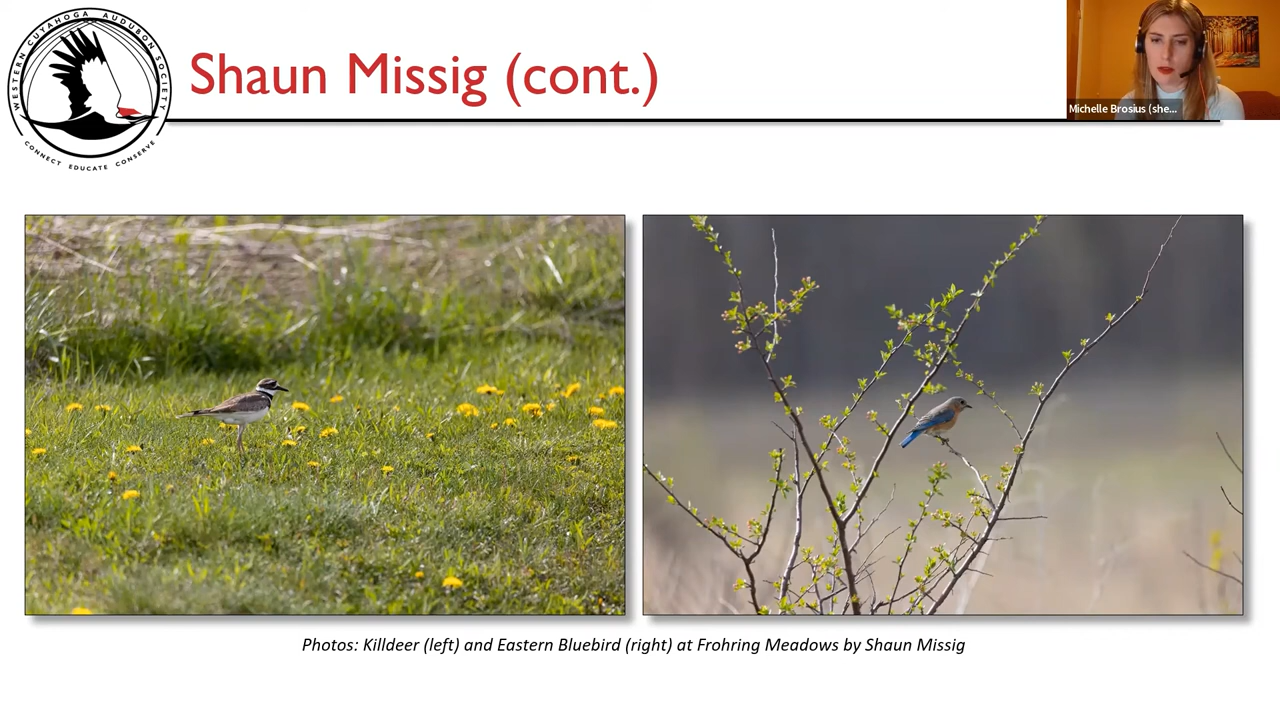 WESTERN CUYAHOGA AUDUBON SOCIETY
CONNECT EDUCATE CONSERVE
Shaun Missig (cont.)
Michelle Brosius (she...
Photos: Killdeer (left) and Eastern Bluebird (right) at Frohring Meadows by Shaun Missig